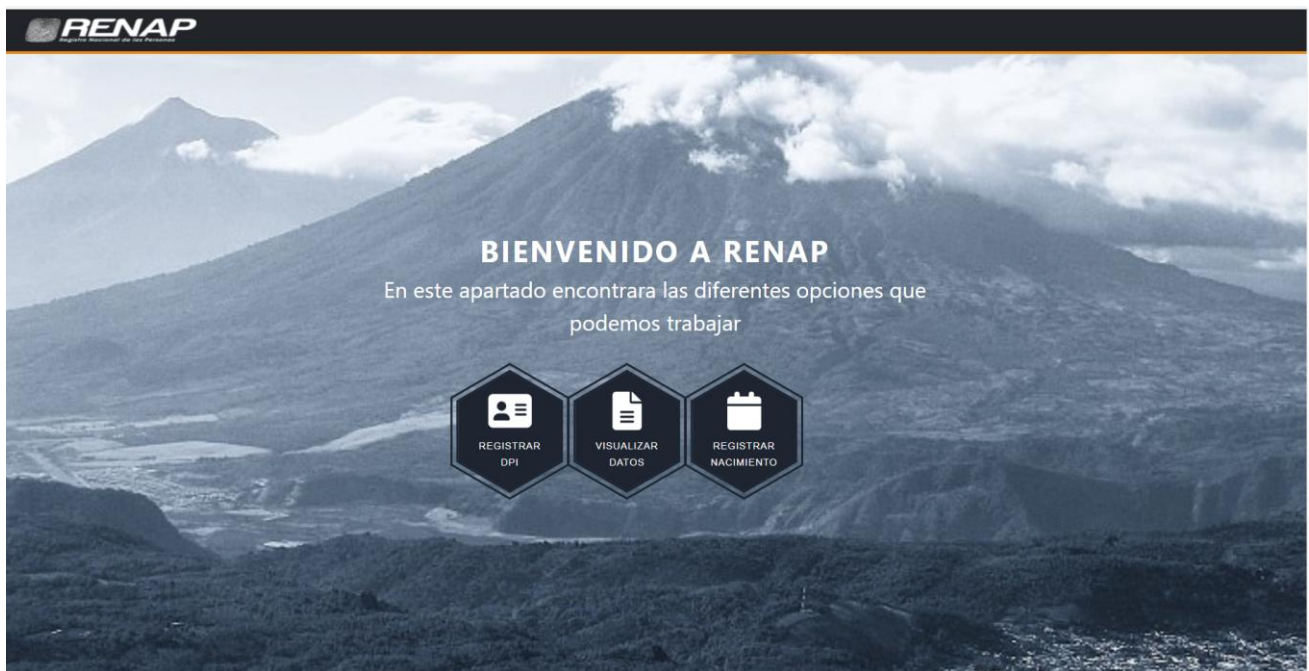 RENAP
Registro Nacional de las Personas
BIENVENIDO A RENAP
En este apartado encontrara las diferentes opciones que
podemos trabajar
REGISTRAR
DPI
VISUALIZAR
DATOS
REGISTRAR
NACIMIENTO